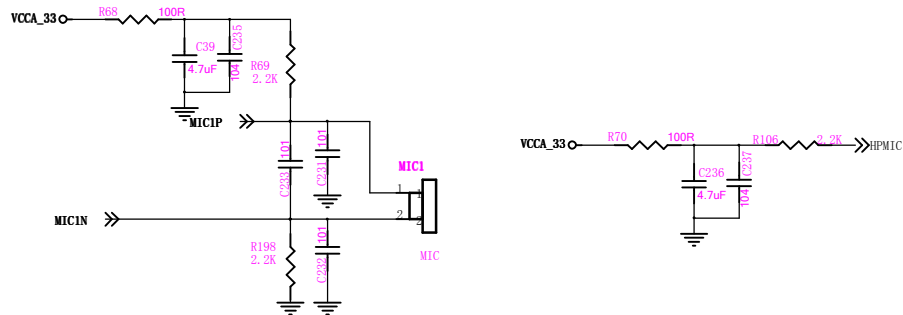 VCCA_33
R68
100R
C39
4.7uF
C235
104
R69
2.2K
MIC1P
101
C233
101
C231
MIC1
1
1
2
2
MIC
MIC1N
R198
2.2K
101
C232
VCCA_33
R70
100R
R106
2.2K
HPMIC
C236
4.7uF
C237
104